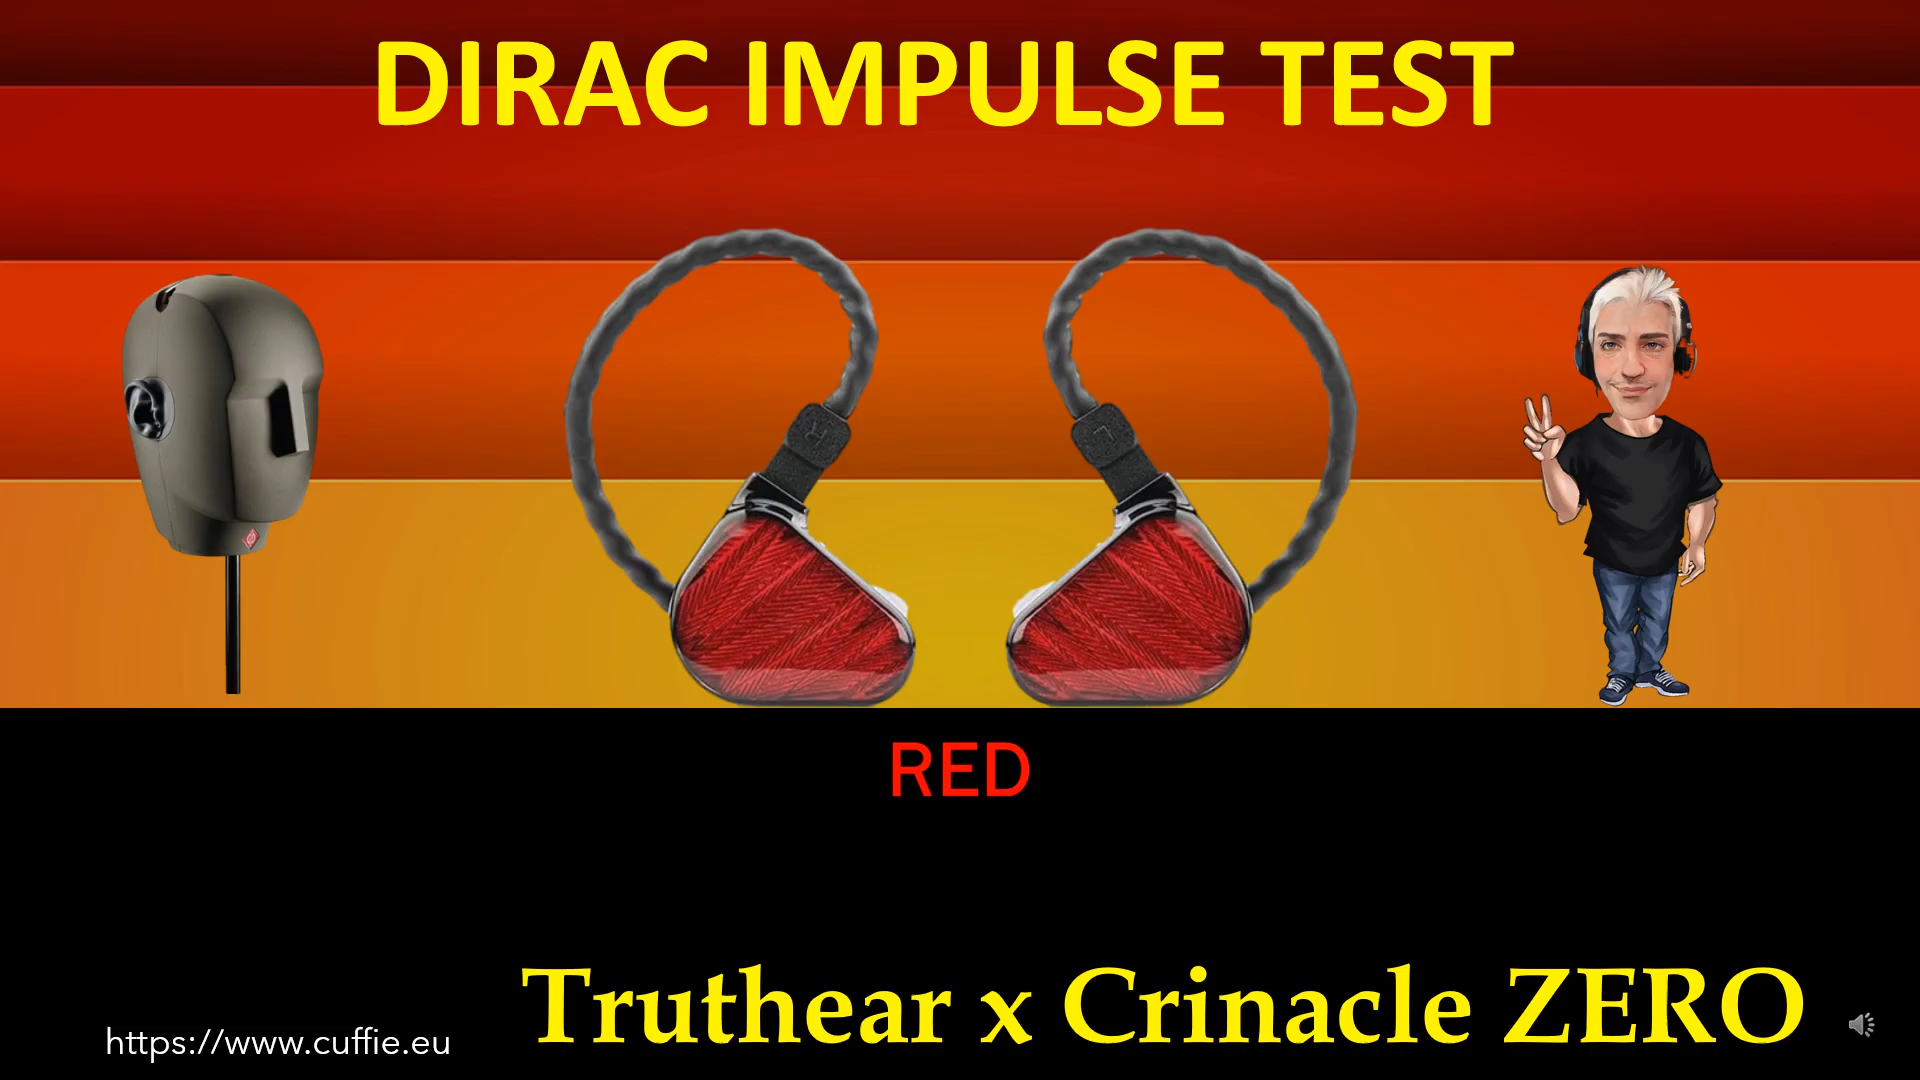 DIRAC IMPULSE TEST
R
L
RED
Truthear x Crinacle ZERO
https://www.cuffie.eu